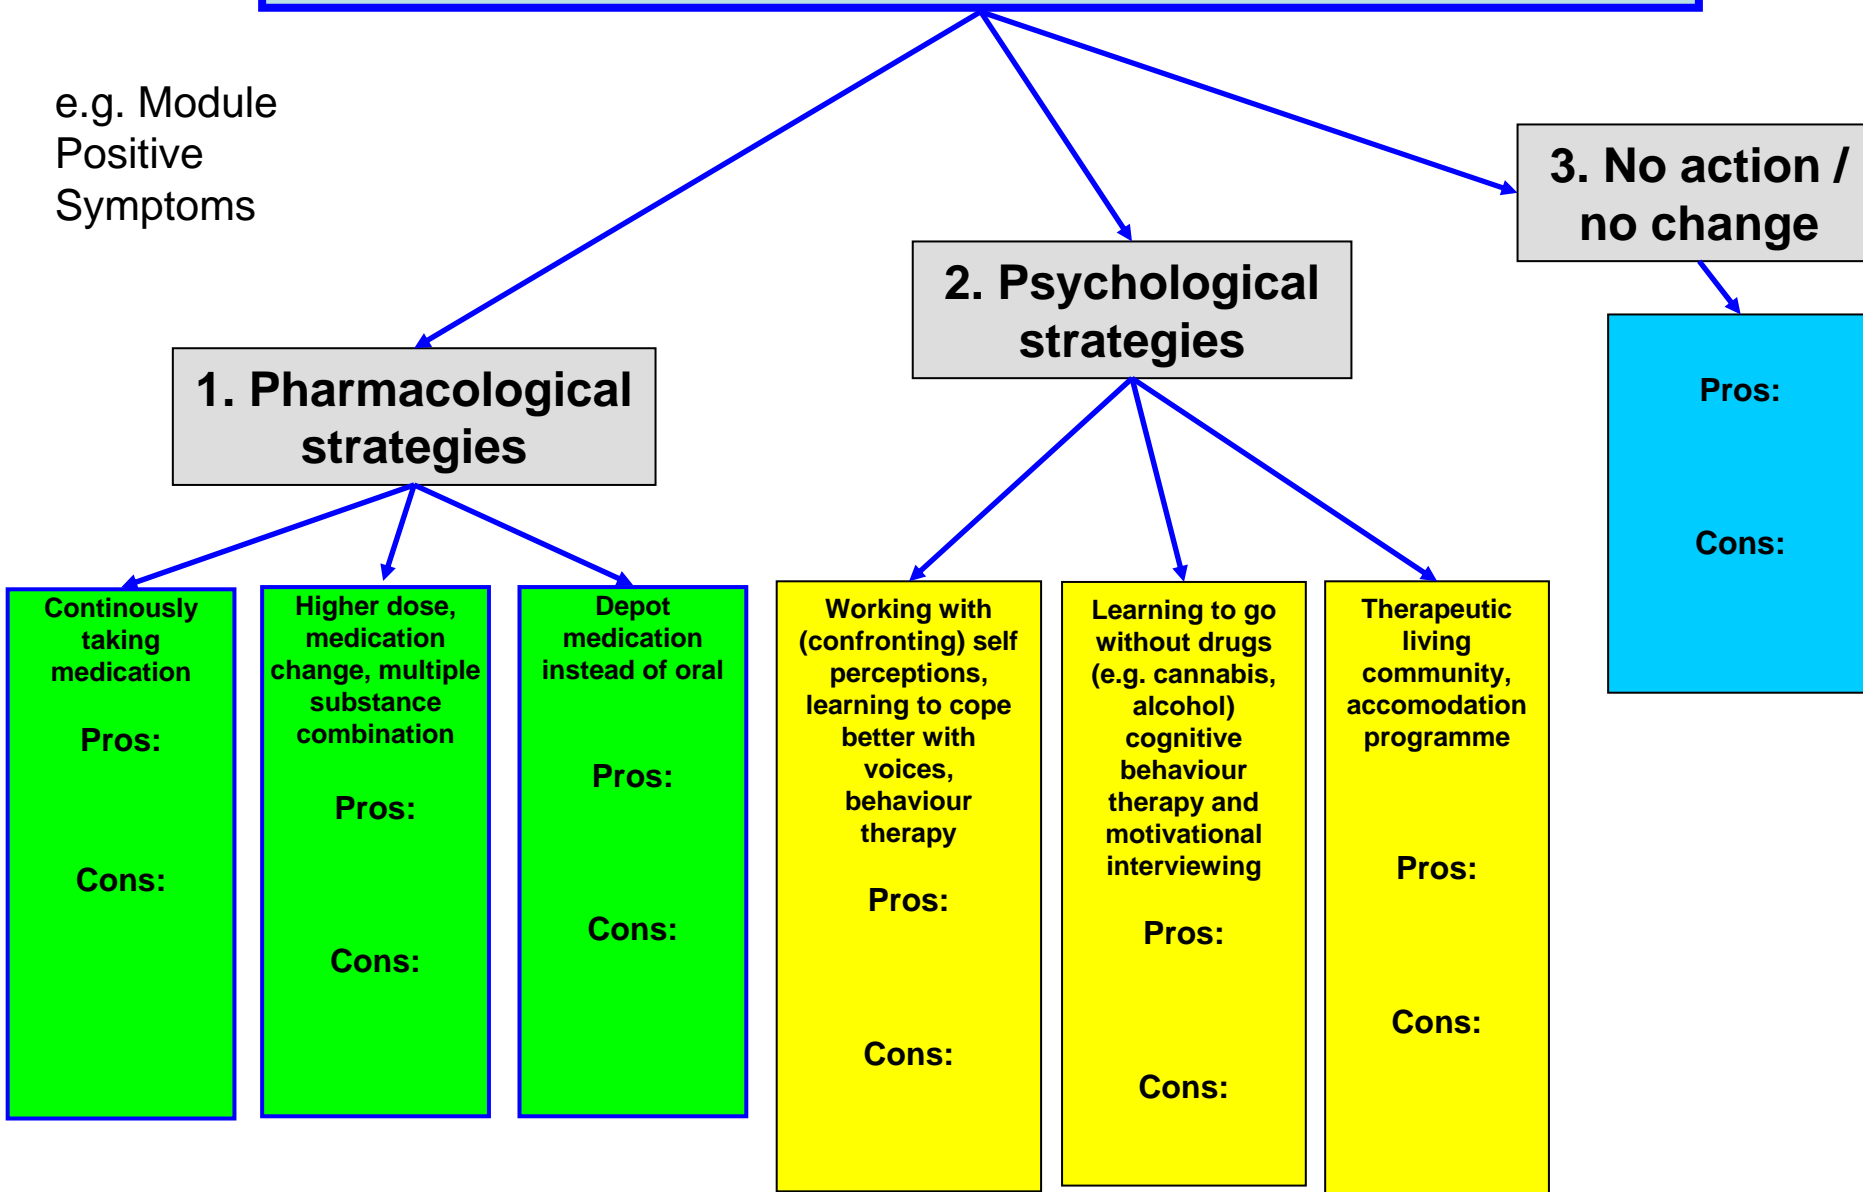 e.g. Module
Positive
Symptoms
3. No action /
no change
2. Psychological
strategies
1. Pharmacological
strategies
Pros:
Cons:
Continously
taking
medication
Pros:
Cons:
Higher dose,
medication
change, multiple
substance
combination
Pros:
Cons:
Depot
medication
instead of oral
Pros:
Cons:
Working with
(confronting) self
perceptions,
learning to cope
better with
voices,
behaviour
therapy
Pros:
Cons:
Learning to go
without drugs
(e.g. cannabis,
alcohol)
cognitive
behaviour
therapy and
motivational
interviewing
Pros:
Cons:
Therapeutic
living
community,
accomodation
programme
Pros:
Cons: